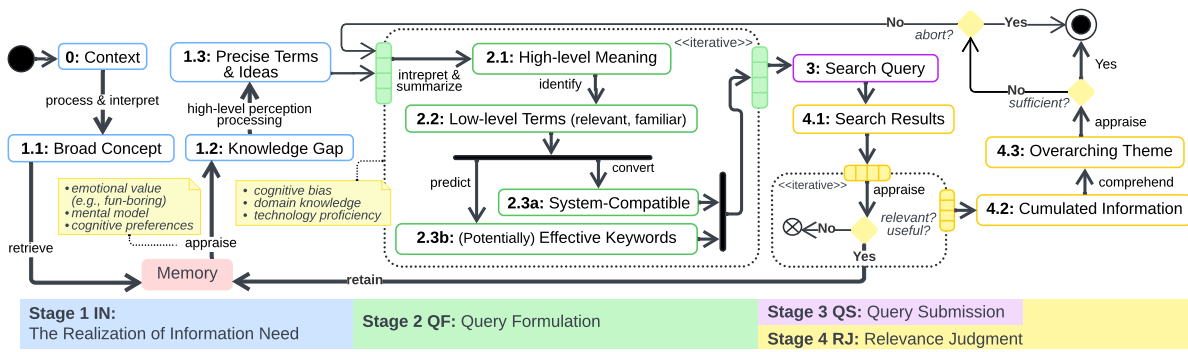 0: Context
process & interpret
1.1: Broad Concept
• emotional value
(e.g., fun-boring)
• mental model
• cognitive preferences
retrieve
Memory
appraise
1.2: Knowledge Gap
high-level perception
processing
1.3: Precise Terms
& Ideas
• cognitive bias
• domain knowledge
• technology proficiency
<<iterative>>
intrepret &
summarize
2.1: High-level Meaning
identify
2.2: Low-level Terms (relevant, familiar)
predict
convert
2.3a: System-Compatible
2.3b: (Potentially) Effective Keywords
3: Search Query
4.1: Search Results
<<iterative>>
appraise
relevant?
useful?
No
Yes
retain
4.2: Cumulated Information
comprehend
4.3: Overarching Theme
appraise
sufficient?
No
Yes
abort?
No
Yes
Stage 1 IN:
The Realization of Information Need
Stage 2 QF: Query Formulation
Stage 3 QS: Query Submission
Stage 4 RJ: Relevance Judgment